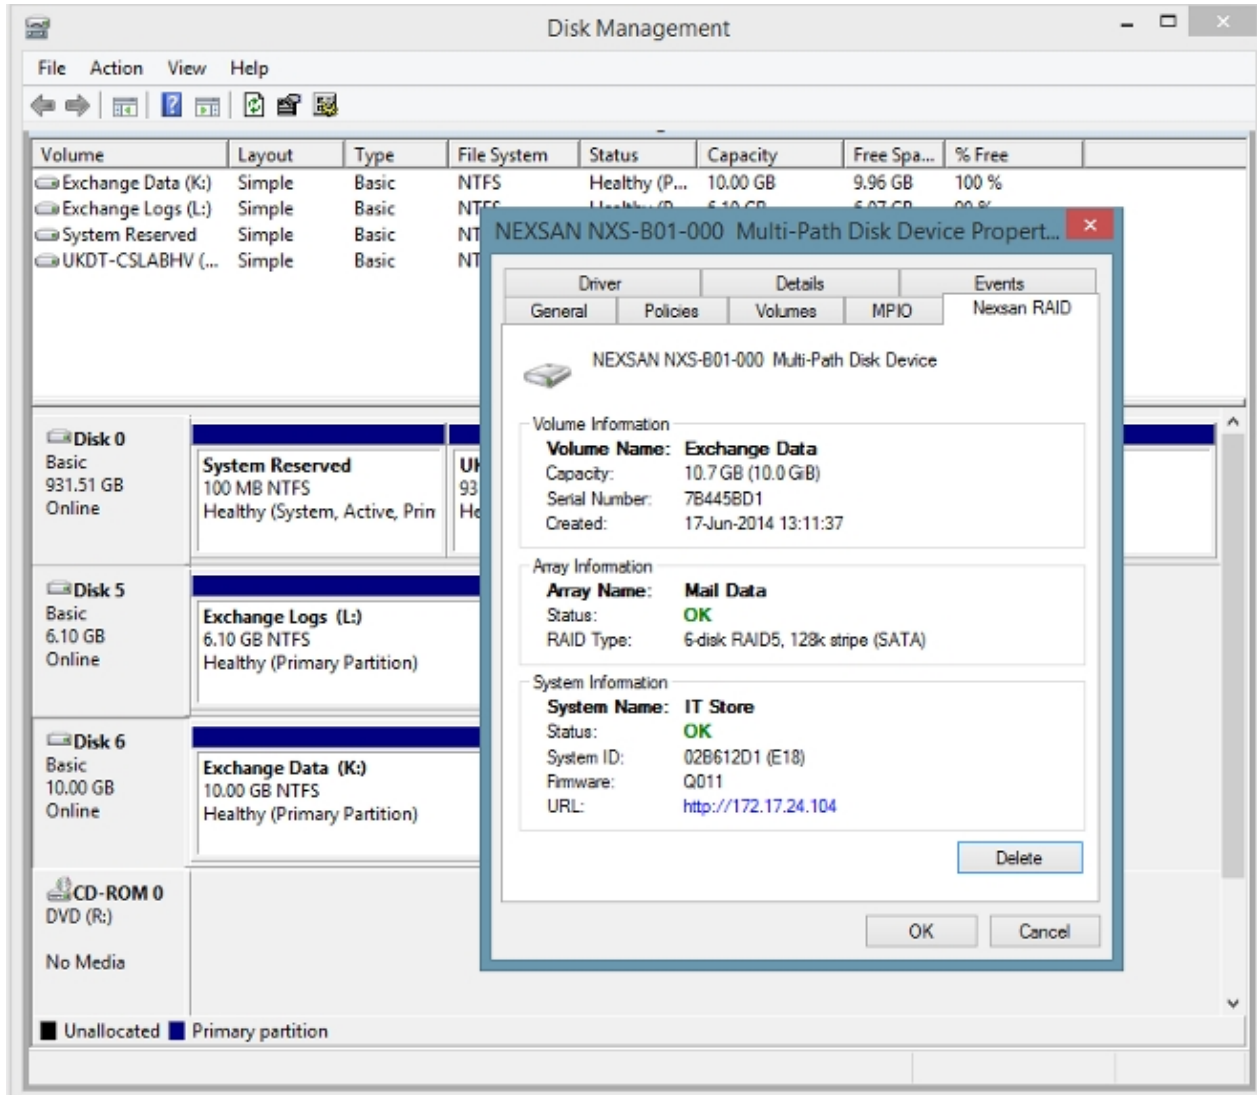 Disk Management
File Action View Help
Volume Layout Type File System Status Capacity Free Spa... % Free
Exchange Data (K:) Simple Basic NTFS Healthy (P... 10.00 GB 9.96 GB 100 %
Exchange Logs (L:) Simple Basic
System Reserved Simple Basic NT
UKDT-CSLABHV (... Simple Basic NT
Disk 0
Basic
931.51 GB
Online
System Reserved
100 MB NTFS
Healthy (System, Active, Prin
UK
93
He
Disk 5
Basic
6.10 GB
Online
Exchange Logs (L:)
6.10 GB NTFS
Healthy (Primary Partition)
Disk 6
Basic
10.00 GB
Online
Exchange Data (K:)
10.00 GB NTFS
Healthy (Primary Partition)
CD-ROM 0
DVD (R:)
No Media
Unallocated Primary partition
NEXSAN NXS-B01-000 Multi-Path Disk Device Propert...
Driver Details Events
General Policies Volumes MPIO Nexsan RAID
NEXSAN NXS-B01-000 Multi-Path Disk Device
Volume Information
Volume Name: Exchange Data
Capacity: 10.7 GB (10.0 GiB)
Serial Number: 7B445BD1
Created: 17-Jun-2014 13:11:37
Array Information
Array Name: Mail Data
Status: OK
RAID Type: 6-disk RAID5, 128k stripe (SATA)
System Information
System Name: IT Store
Status: OK
System ID: 02B612D1 (E18)
Firmware: Q011
URL: http://172.17.24.104
Delete
OK Cancel